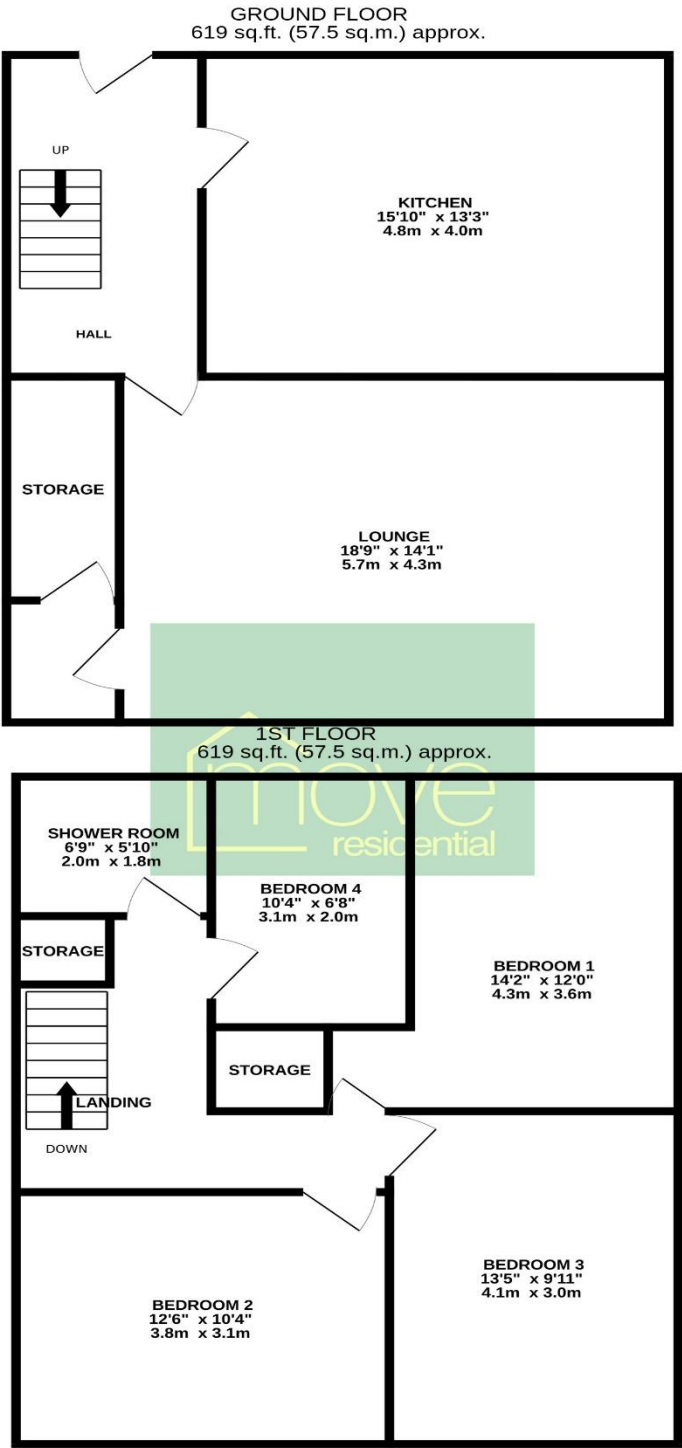 GROUND FLOOR
619 sq.ft. (57.5 sq.m.) approx.
UP
KITCHEN
15'10" x 13'3"
4.8m x 4.0m
HALL
STORAGE
LOUNGE
18'9" x 14'1"
5.7m x 4.3m
1ST FLOOR
619 sq.ft. (57.5 sq.m.) approx.
move
residential
SHOWER ROOM
6'9" x 5'10"
2.0m x 1.8m
BEDROOM 4
10'4" x 6'8"
3.1m x 2.0m
STORAGE
BEDROOM 1
14'2" x 12'0"
4.3m x 3.6m
STORAGE
LANDING
DOWN
BEDROOM 3
13'5" x 9'11"
4.1m x 3.0m
BEDROOM 2
12'6" x 10'4"
3.8m x 3.1m